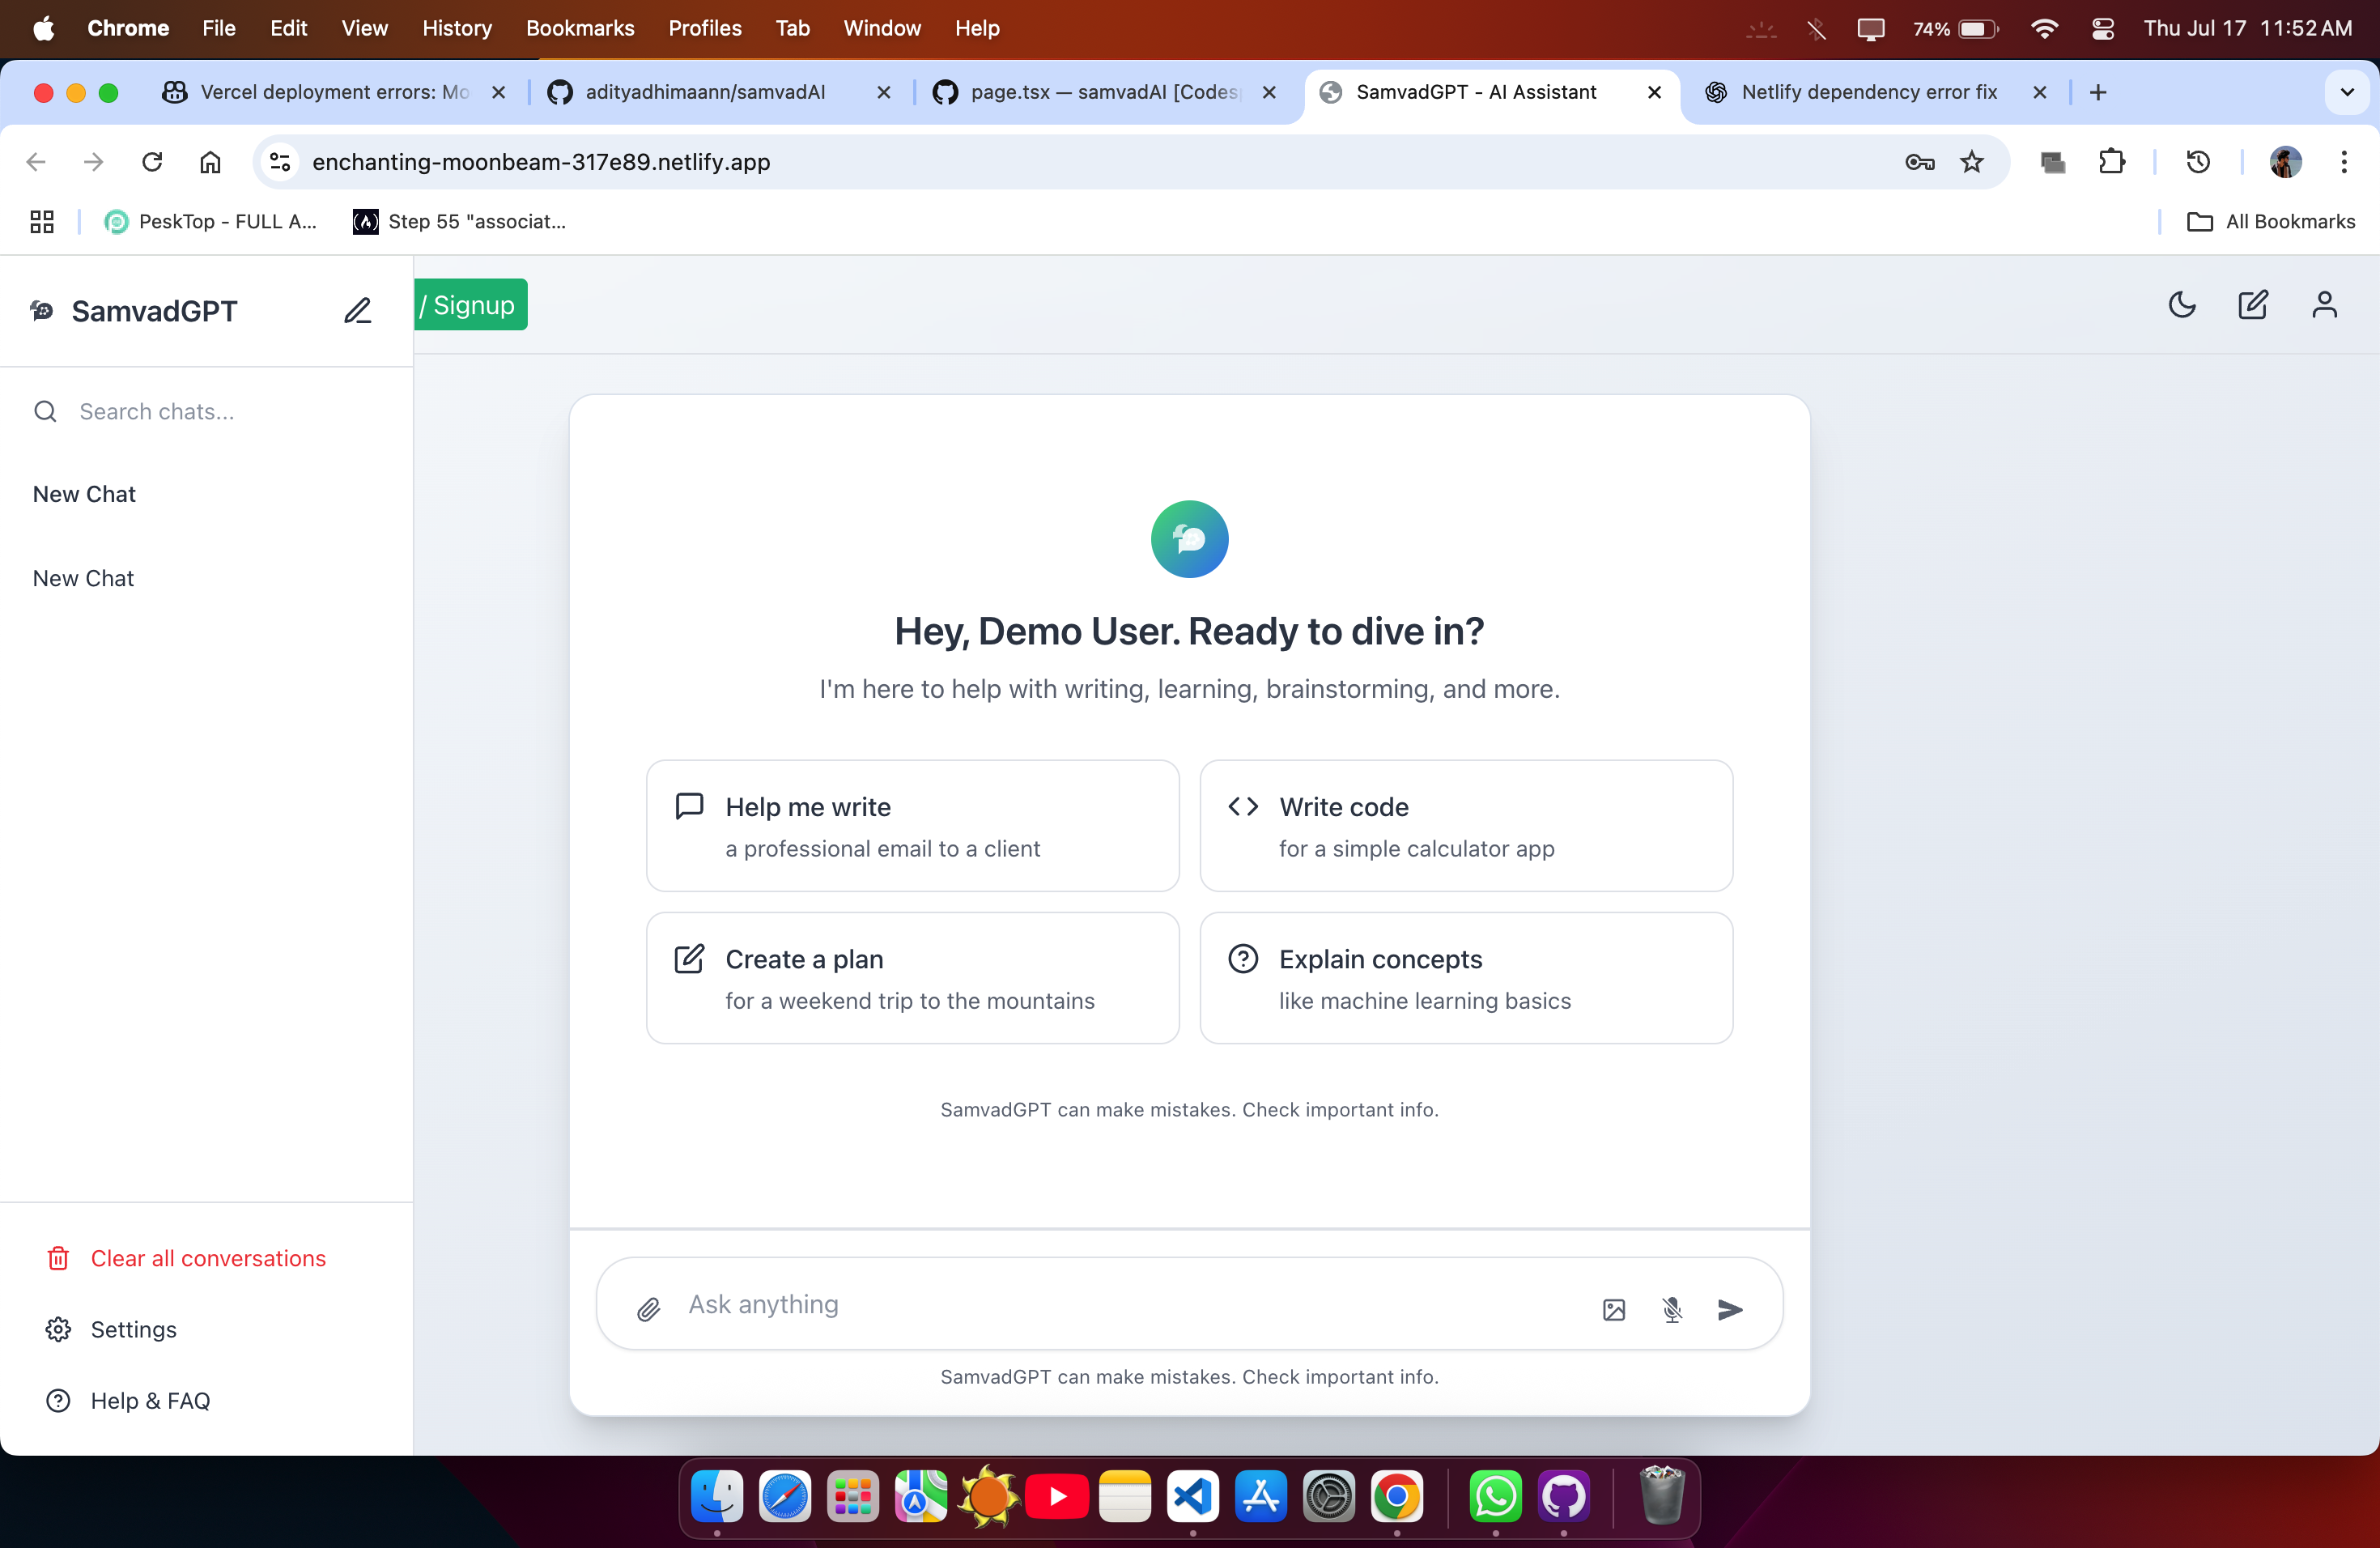 Chrome File Edit View History Bookmarks Profiles Tab Window Help 74% Thu Jul 17 11:52 AM
Vercel deployment errors: Mo
adityadhimaann/samvadAI
page.tsx — samvadAI [Codes
SamvadGPT - AI Assistant
Netlify dependency error fix
enchanting-moonbeam-317e89.netlify.app
PeskTop - FULL A...
Step 55 "associat...
All Bookmarks
SamvadGPT
/ Signup
Search chats...
New Chat
New Chat
Hey, Demo User. Ready to dive in?
I'm here to help with writing, learning, brainstorming, and more.
Help me write
a professional email to a client
Write code
for a simple calculator app
Create a plan
for a weekend trip to the mountains
Explain concepts
like machine learning basics
SamvadGPT can make mistakes. Check important info.
Clear all conversations
Settings
Help & FAQ
Ask anything
SamvadGPT can make mistakes. Check important info.